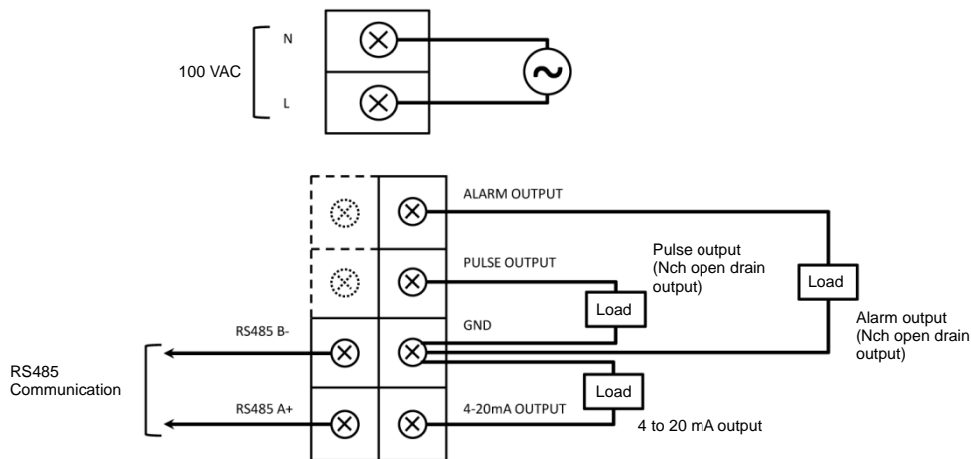 N
100 VAC
L
ALARM OUTPUT
PULSE OUTPUT
Pulse output
(Nch open drain
output)
Load
Load
GND
Alarm output
(Nch open drain
output)
RS485 B-
RS485
Communication
RS485 A+
4-20mA OUTPUT
Load
4 to 20 mA output